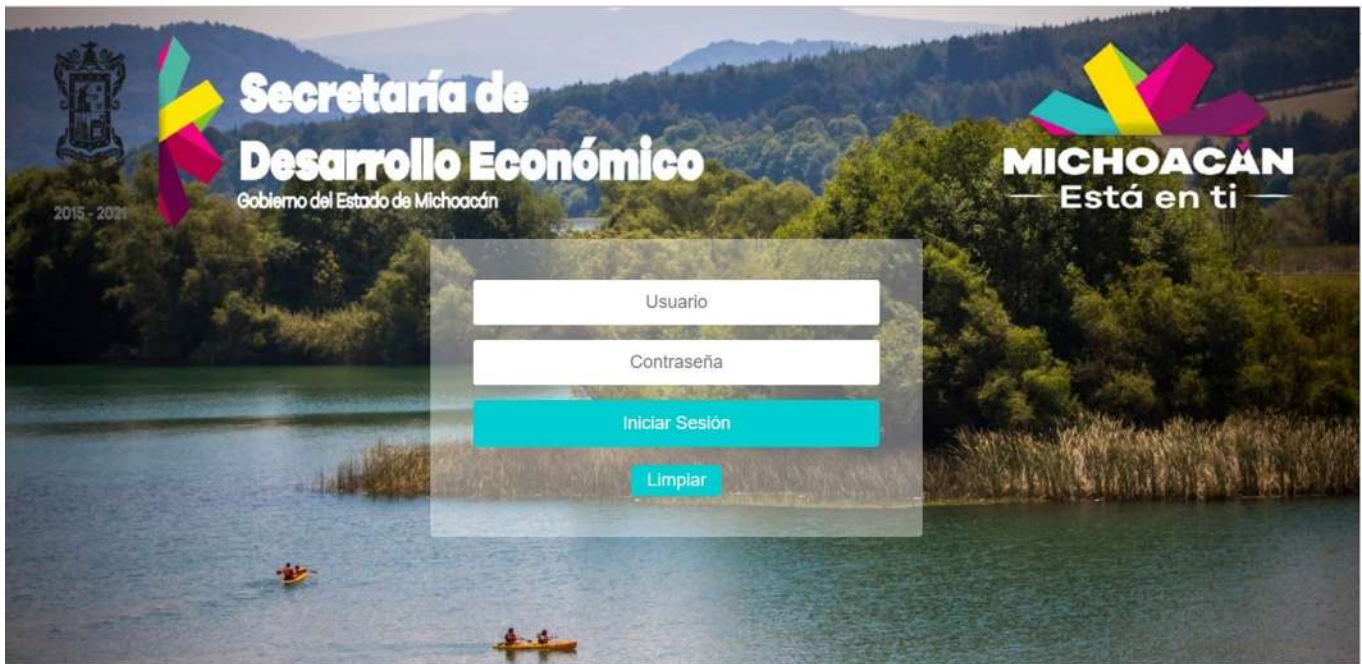 Secretaría de
Desarrollo Económico
Gobierno del Estado de Michoacán
2015 - 2021
MICHOACÁN
Está en ti
Usuario
Contraseña
Iniciar Sesión
Limpiar